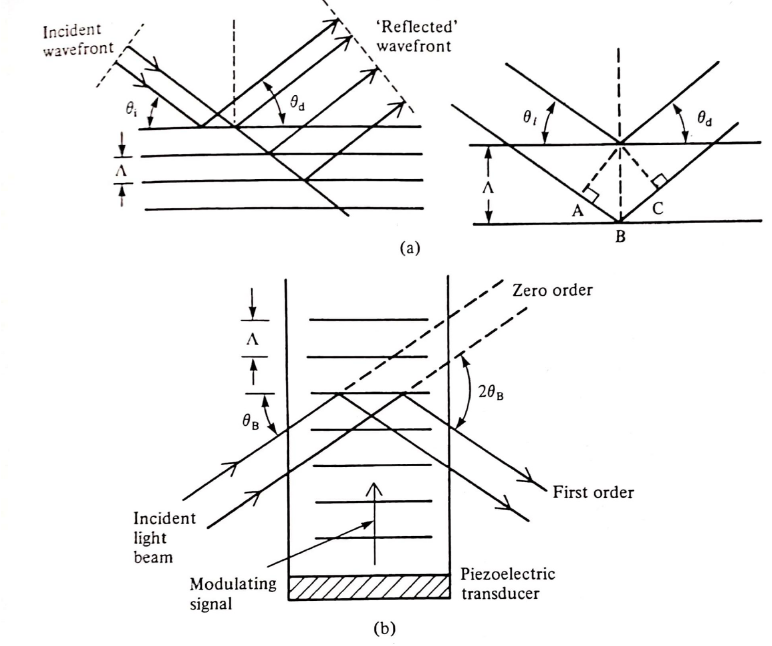 Incident
wavefront
'Reflected'
wavefront
θi
θd
Λ
θi
θd
Λ
A
C
B
(a)
Zero order
Λ
θB
2θB
First order
Incident
light
beam
Modulating
signal
Piezoelectric
transducer
(b)